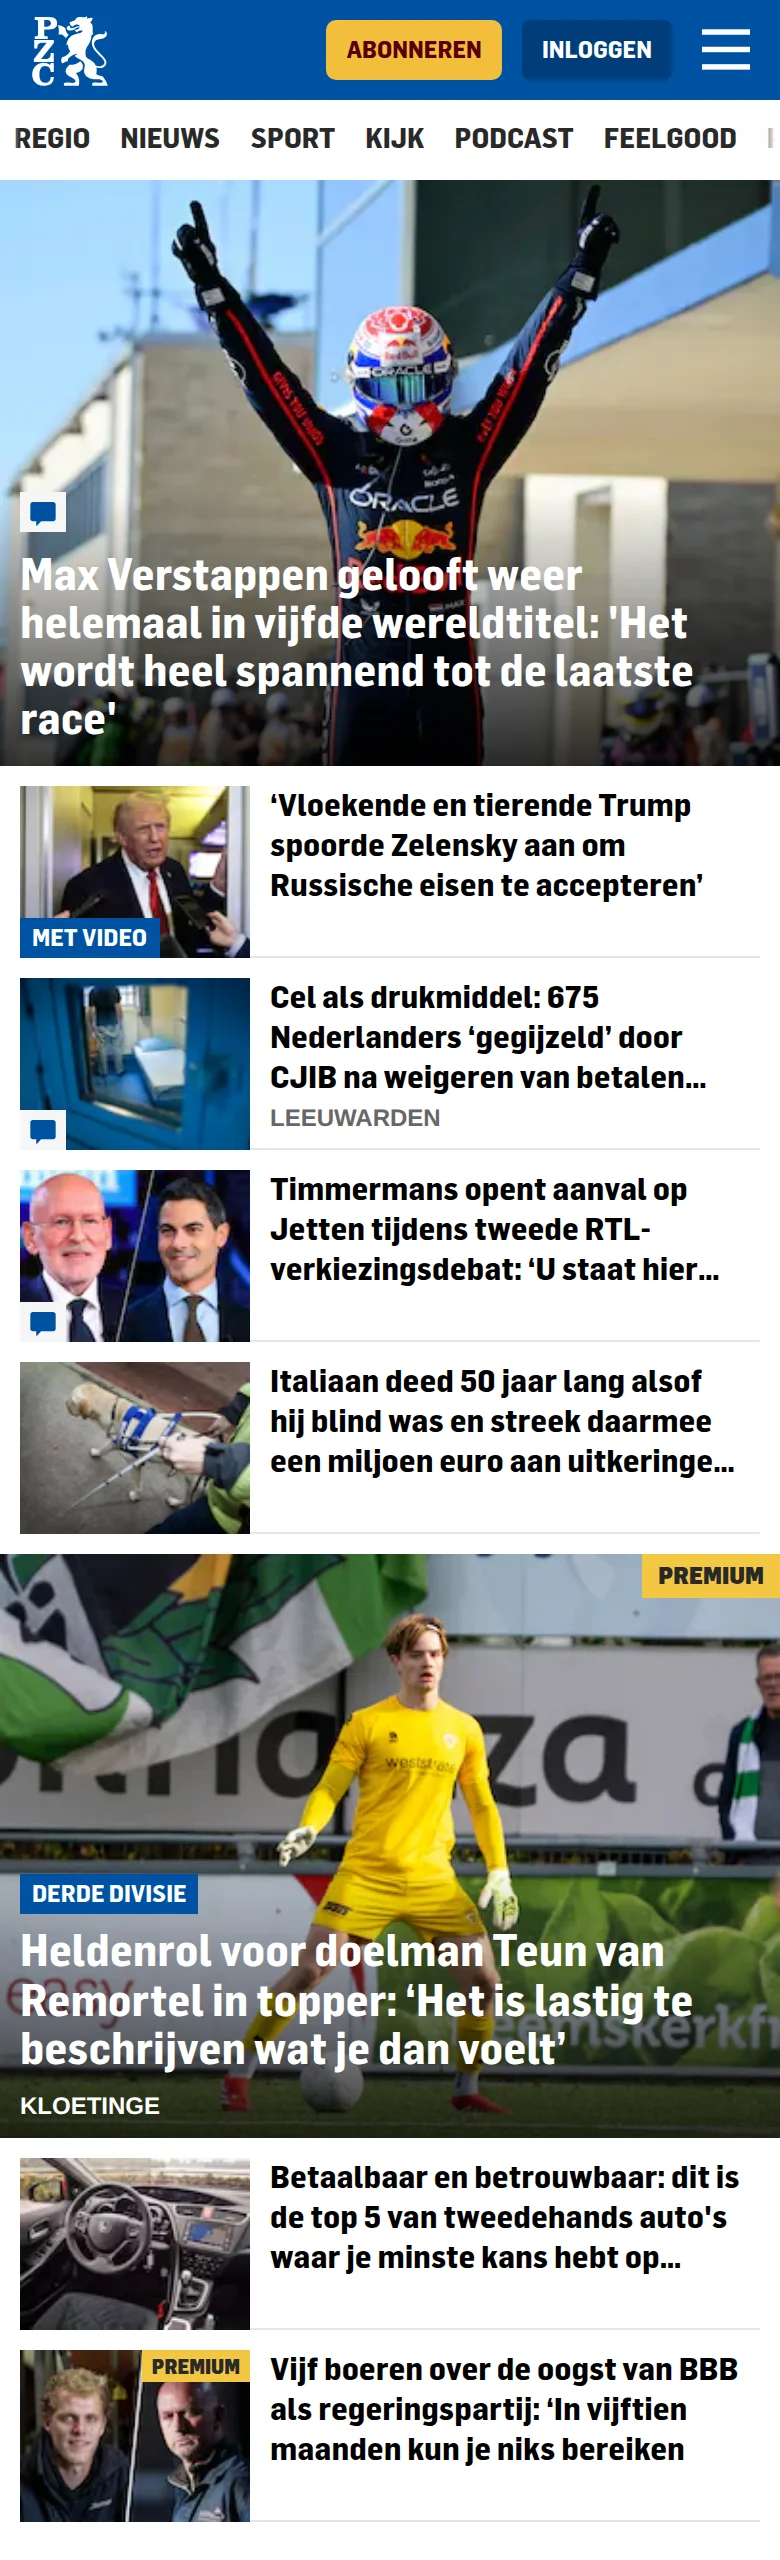 PZC
ABONNEREN
INLOGGEN
REGIO NIEUWS SPORT KIJK PODCAST FEELGOOD
Red Bull
ORACLE
ORACLE
Max Verstappen gelooft weer
helemaal in vijfde wereldtitel: 'Het
wordt heel spannend tot de laatste
race'
‘Vloekende en tierende Trump
spoorde Zelensky aan om
Russische eisen te accepteren’
MET VIDEO
Cel als drukmiddel: 675
Nederlanders ‘gegijzeld’ door
CJIB na weigeren van betalen...
LEEUWARDEN
Timmermans opent aanval op
Jetten tijdens tweede RTL-
verkiezingsdebat: ‘U staat hier...
Italiaan deed 50 jaar lang alsof
hij blind was en streek daarmee
een miljoen euro aan uitkeringe...
PREMIUM
weststrate
za
DERDE DIVISIE
easy
Heldenrol voor doelman Teun van
Remortel in topper: ‘Het is lastig te
beschrijven wat je dan voelt’
KLOETINGE
Betaalbaar en betrouwbaar: dit is
de top 5 van tweedehands auto's
waar je minste kans hebt op...
PREMIUM
Vijf boeren over de oogst van BBB
als regeringspartij: ‘In vijftien
maanden kun je niks bereiken